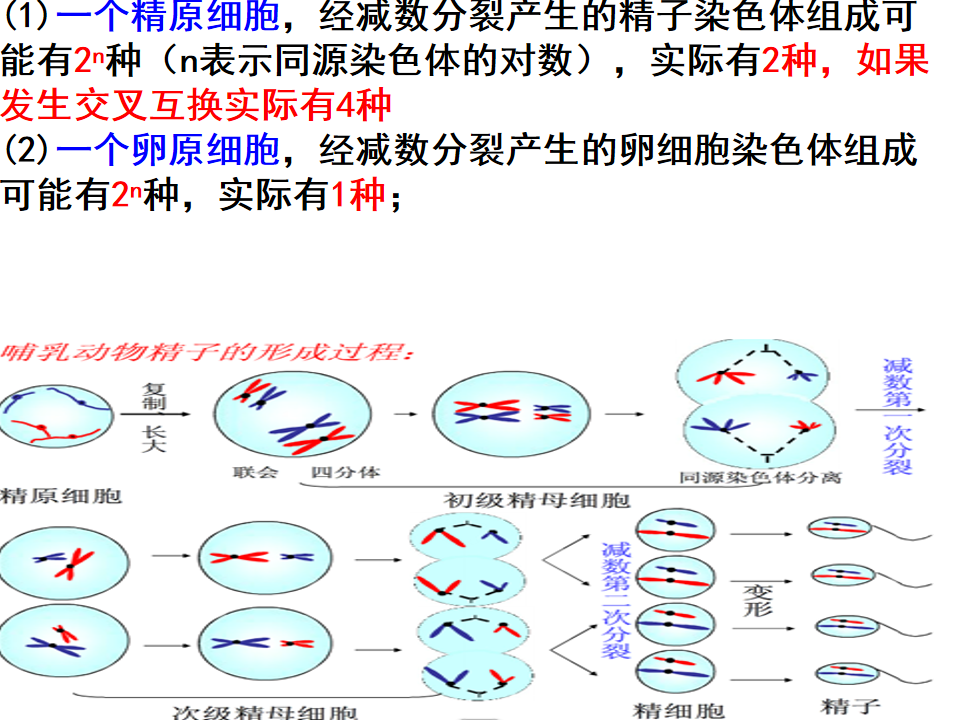 (1)一个精原细胞，经减数分裂产生的精子染色体组成可
能有2ⁿ种（n表示同源染色体的对数），实际有2种，如果
发生交叉互换实际有4种
(2)一个卵原细胞，经减数分裂产生的卵细胞染色体组成
可能有2ⁿ种，实际有1种；
哺乳动物精子的形成过程：
复制
长大
减数第一次分裂
联会 四分体
同源染色体分离
精原细胞
初级精母细胞
减数第二次分裂
变形
次级精母细胞
精细胞
精子